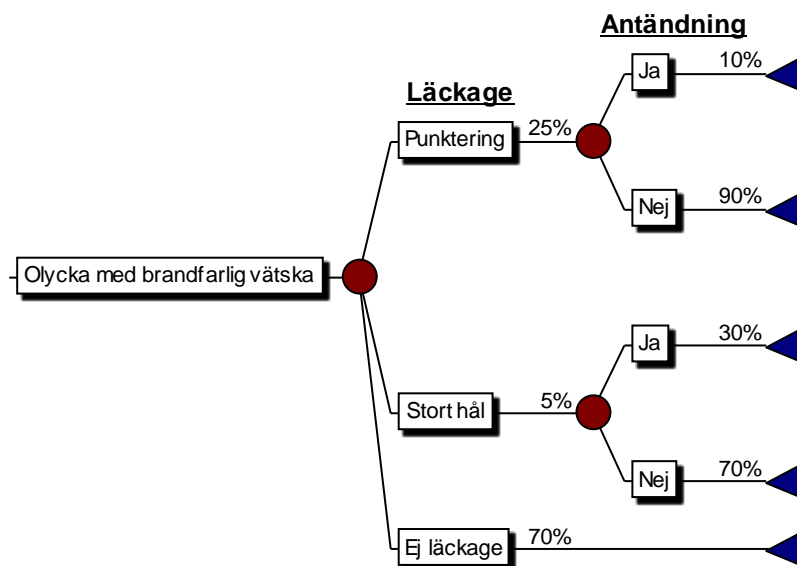 Antändning
Ja 10%
Läckage
Punktering 25%
Nej 90%
Olycka med brandfarlig vätska
Ja 30%
Stort hål 5%
Nej 70%
Ej läckage 70%